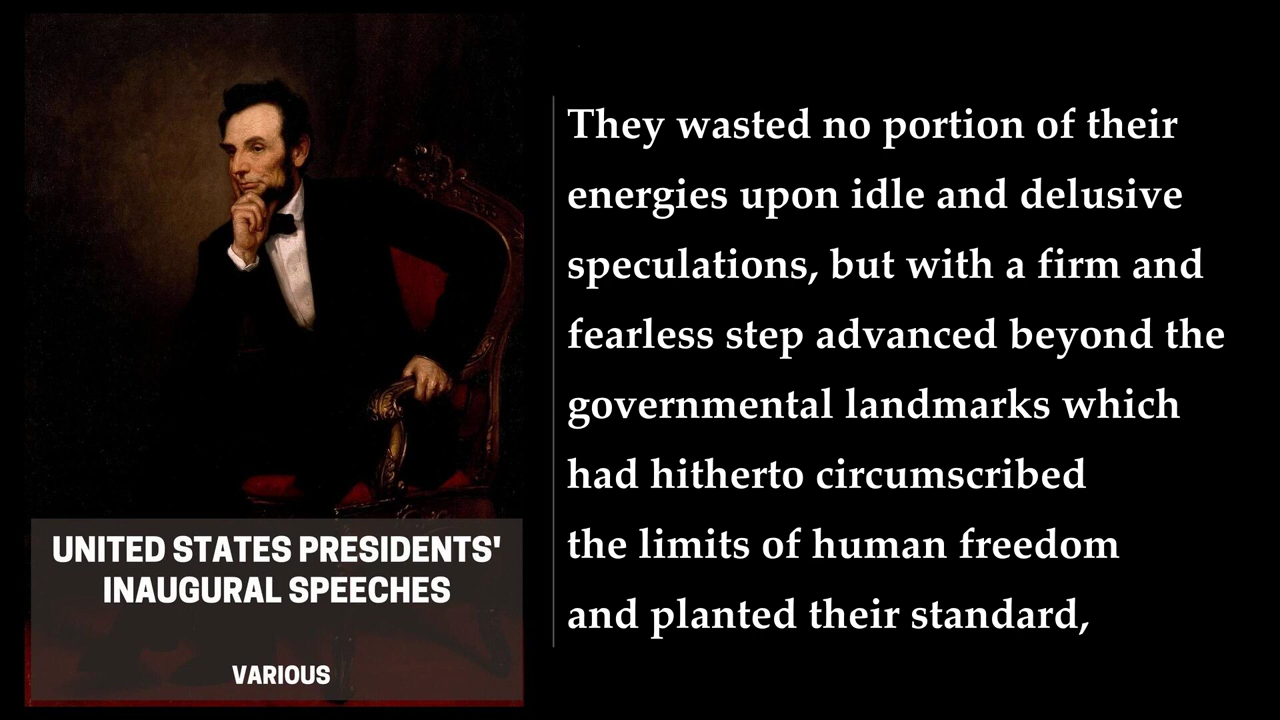 UNITED STATES PRESIDENTS'
INAUGURAL SPEECHES
VARIOUS
They wasted no portion of their
energies upon idle and delusive
speculations, but with a firm and
fearless step advanced beyond the
governmental landmarks which
had hitherto circumscribed
the limits of human freedom
and planted their standard,